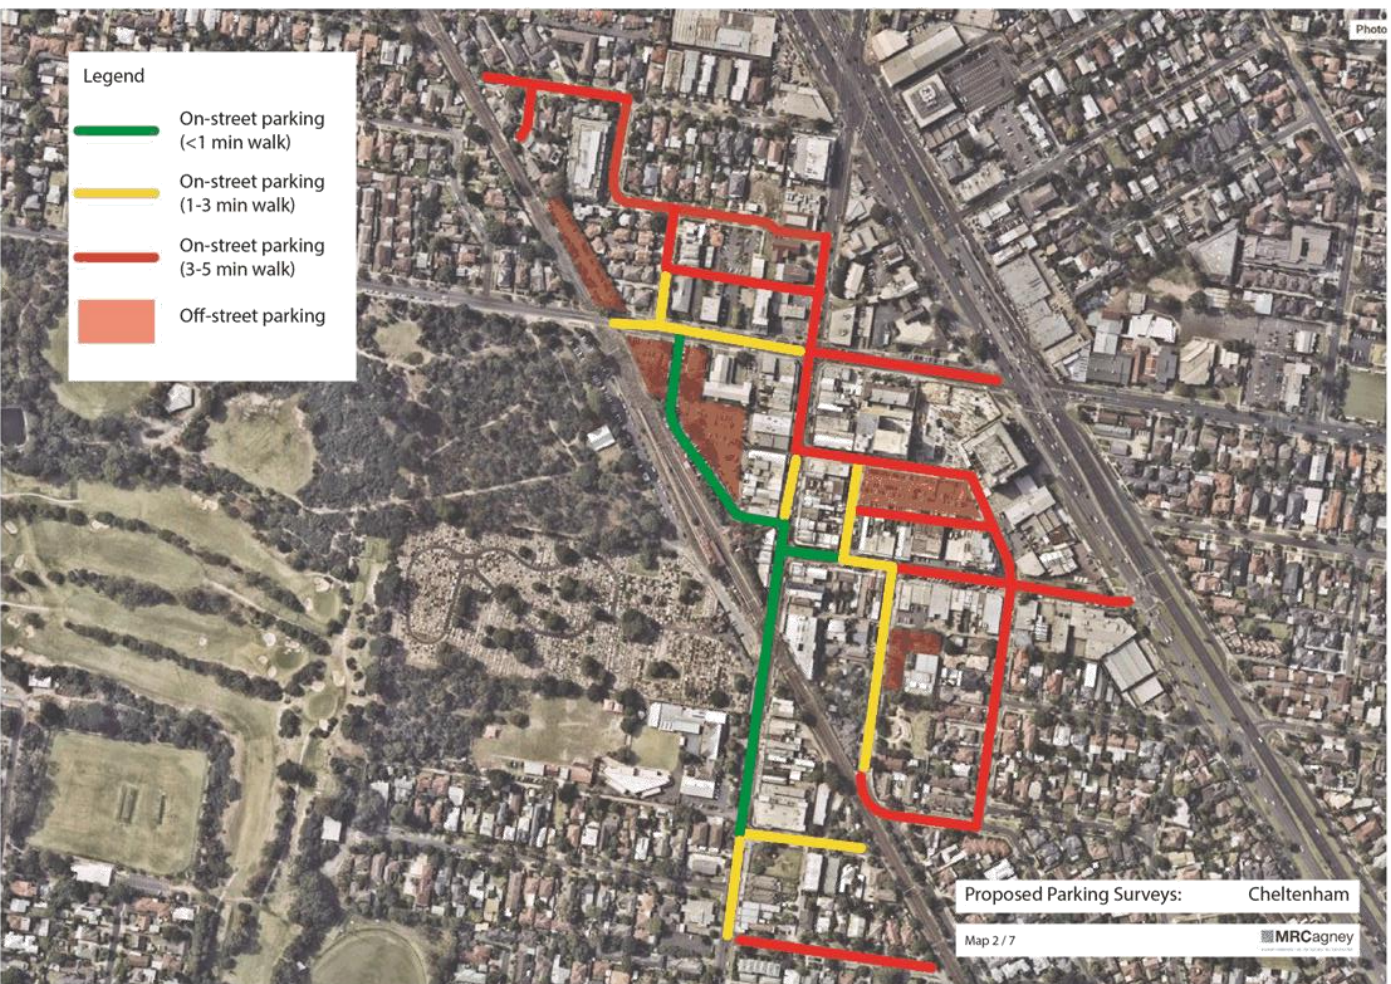 Photo
Legend
On-street parking
(<1 min walk)
On-street parking
(1-3 min walk)
On-street parking
(3-5 min walk)
Off-street parking
Proposed Parking Surveys: Cheltenham
Map 2 / 7
MRCagney